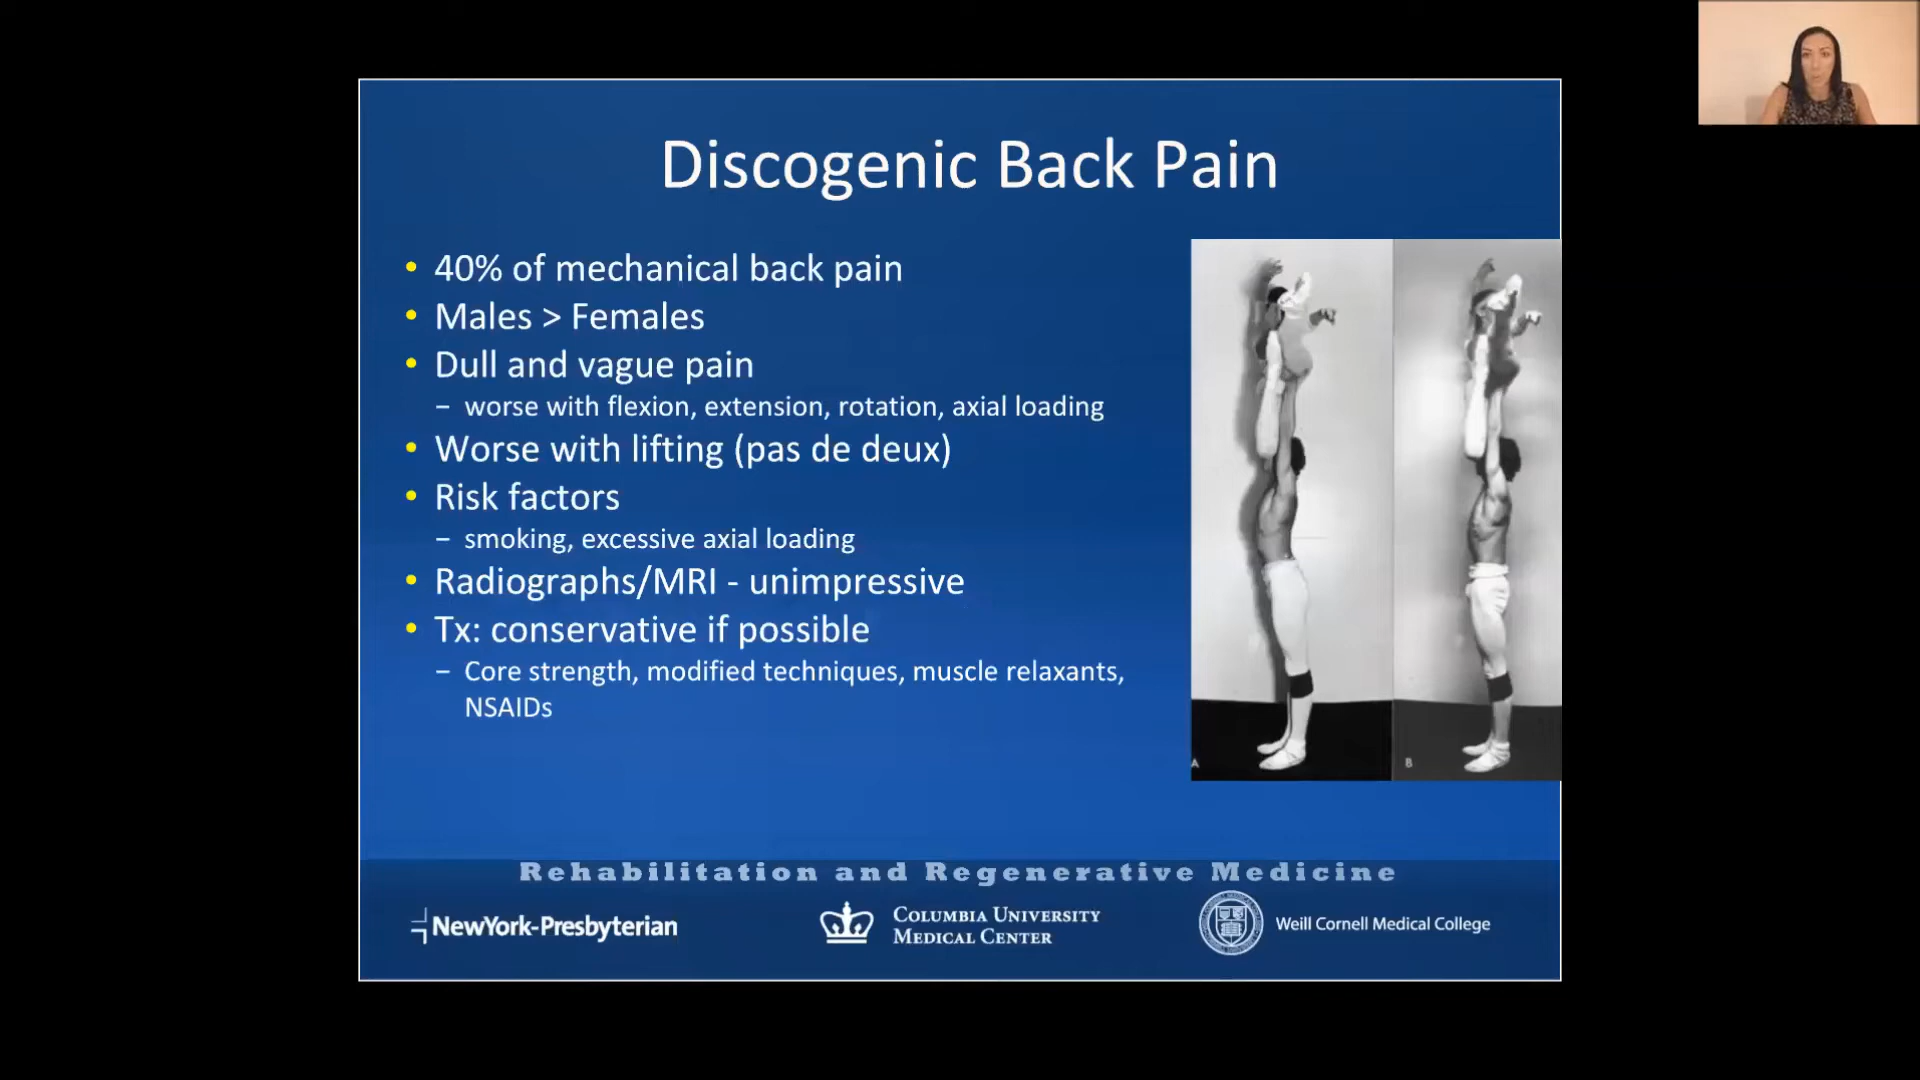 Discogenic Back Pain
• 40% of mechanical back pain
• Males > Females
• Dull and vague pain
– worse with flexion, extension, rotation, axial loading
• Worse with lifting (pas de deux)
• Risk factors
– smoking, excessive axial loading
• Radiographs/MRI - unimpressive
• Tx: conservative if possible
– Core strength, modified techniques, muscle relaxants,
NSAIDs
A
B
Rehabilitation and Regenerative Medicine
NewYork-Presbyterian
COLUMBIA UNIVERSITY
MEDICAL CENTER
Weill Cornell Medical College